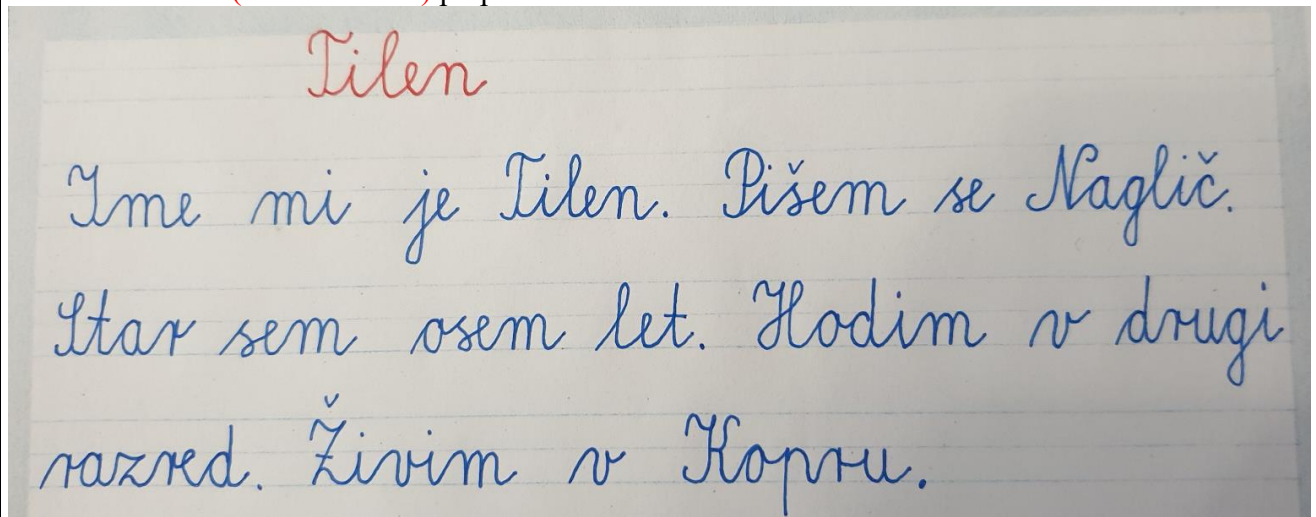 Tilen
Ime mi je Tilen. Pišem se Naglič.
Star sem osem let. Hodim v drugi
razred. Živim v Kopru.